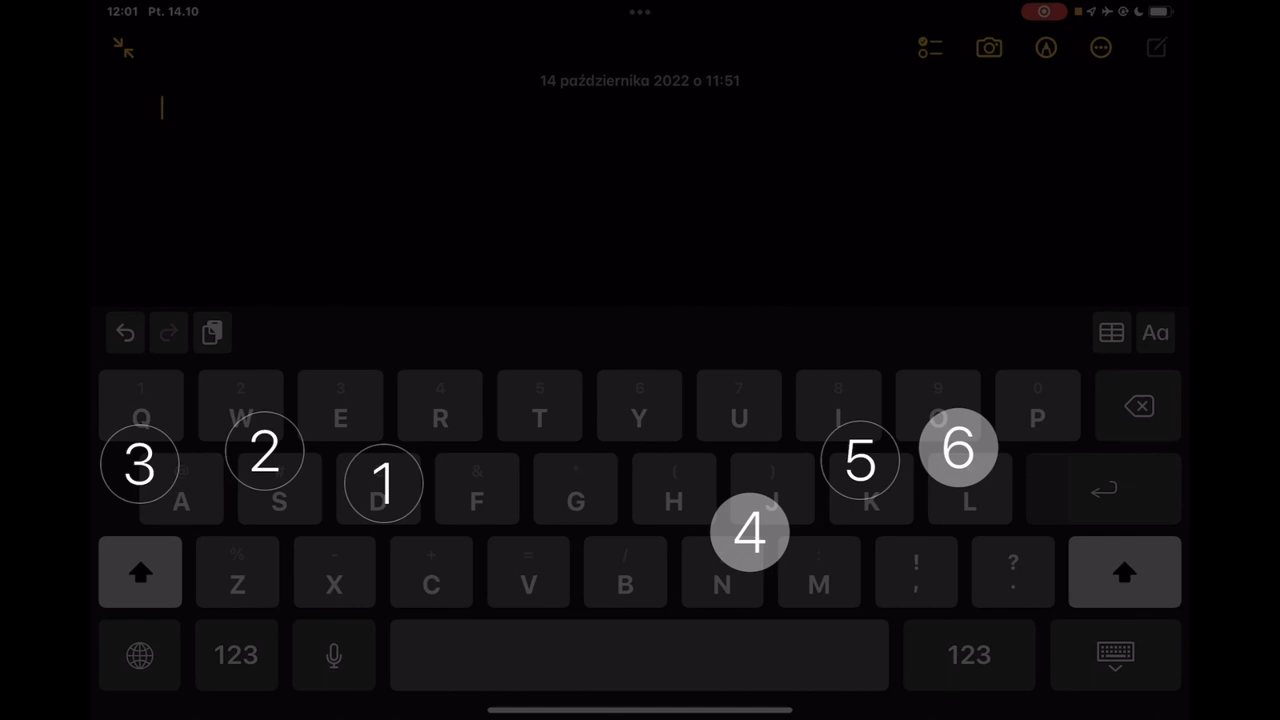 12:01 Pt. 14.10
14 października 2022 o 11:51
Aa
1 2 3 4 5 6 7 8 9 0
Q W E R T Y U I O P
3 2 1 5 6
@ # & * ( )
A S D F G H J K L
4
% - + = / ; : ! ?
Z X C V B N M , .
123 123